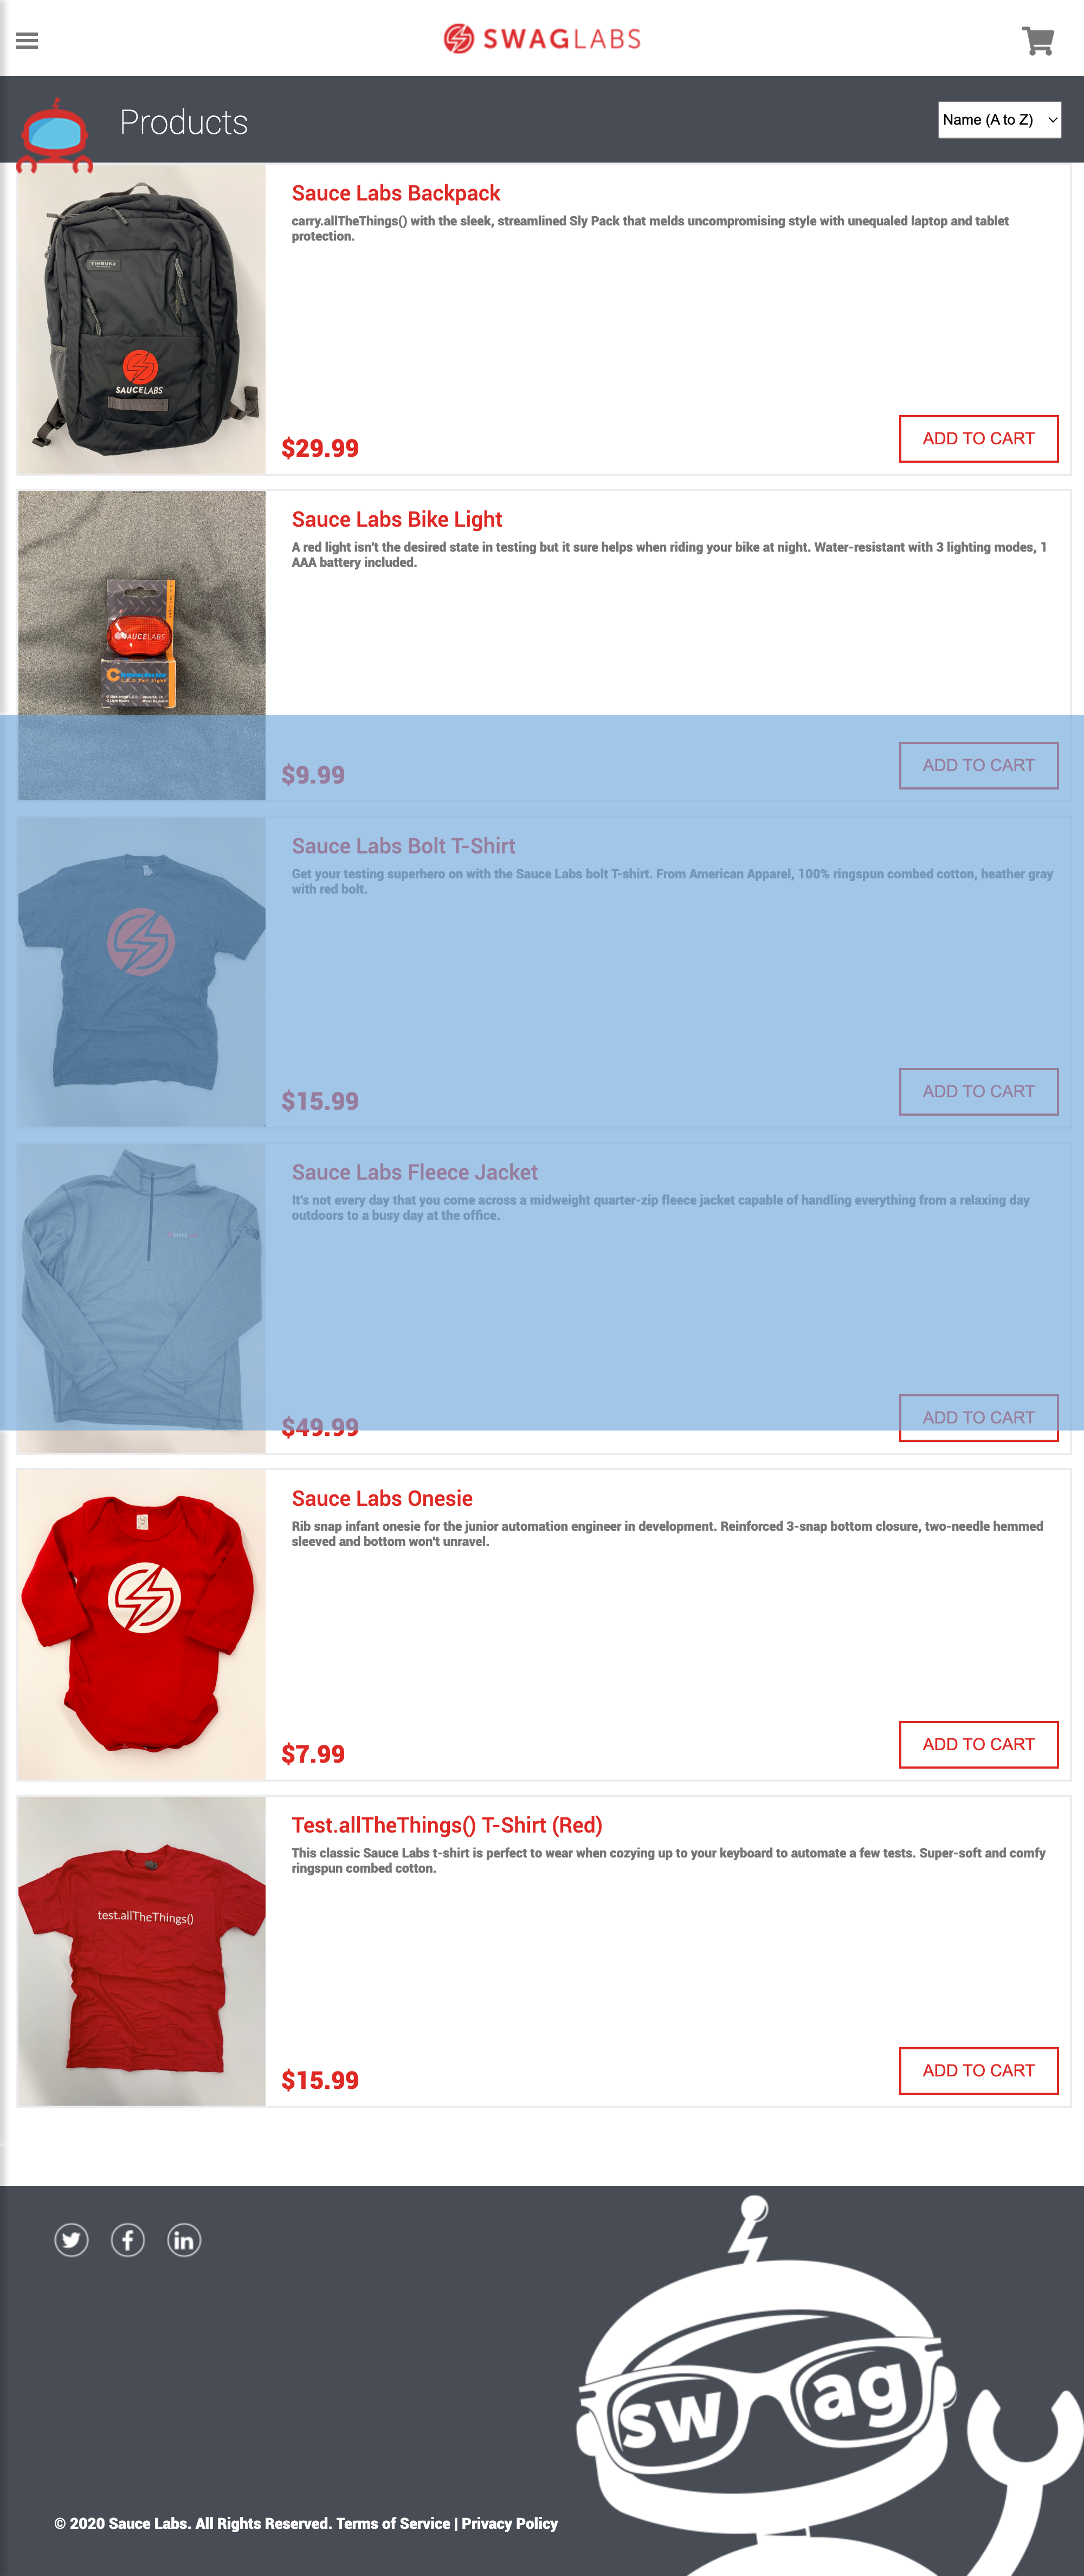 SWAGLABS
Products
Name (A to Z)
Sauce Labs Backpack
carry.allTheThings() with the sleek, streamlined Sly Pack that melds uncompromising style with unequaled laptop and tablet
protection.
TIMBUK2
SAUCELABS
$29.99
ADD TO CART
Sauce Labs Bike Light
A red light isn't the desired state in testing but it sure helps when riding your bike at night. Water-resistant with 3 lighting modes, 1
AAA battery included.
SAUCELABS
$9.99
ADD TO CART
Sauce Labs Bolt T-Shirt
Get your testing superhero on with the Sauce Labs bolt T-shirt. From American Apparel, 100% ringspun combed cotton, heather gray
with red bolt.
$15.99
ADD TO CART
Sauce Labs Fleece Jacket
It's not every day that you come across a midweight quarter-zip fleece jacket capable of handling everything from a relaxing day
outdoors to a busy day at the office.
$49.99
ADD TO CART
Sauce Labs Onesie
Rib snap infant onesie for the junior automation engineer in development. Reinforced 3-snap bottom closure, two-needle hemmed
sleeved and bottom won't unravel.
$7.99
ADD TO CART
Test.allTheThings() T-Shirt (Red)
This classic Sauce Labs t-shirt is perfect to wear when cozying up to your keyboard to automate a few tests. Super-soft and comfy
ringspun combed cotton.
test.allTheThings()
$15.99
ADD TO CART
swag
© 2020 Sauce Labs. All Rights Reserved. Terms of Service | Privacy Policy